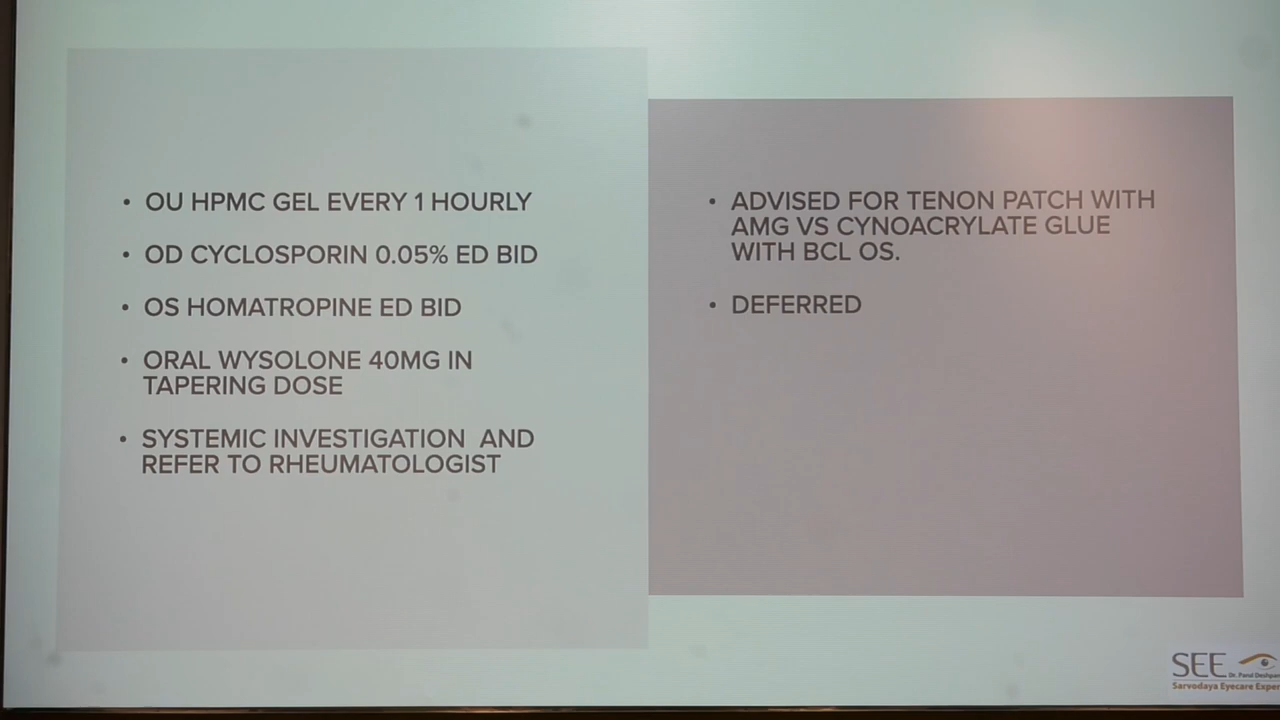 • OU HPMC GEL EVERY 1 HOURLY
• OD CYCLOSPORIN 0.05% ED BID
• OS HOMATROPINE ED BID
• ORAL WYSOLONE 40MG IN
TAPERING DOSE
• SYSTEMIC INVESTIGATION AND
REFER TO RHEUMATOLOGIST
• ADVISED FOR TENON PATCH WITH
AMG VS CYNOACRYLATE GLUE
WITH BCL OS.
• DEFERRED
SEE
Sarvodaya Eyecare